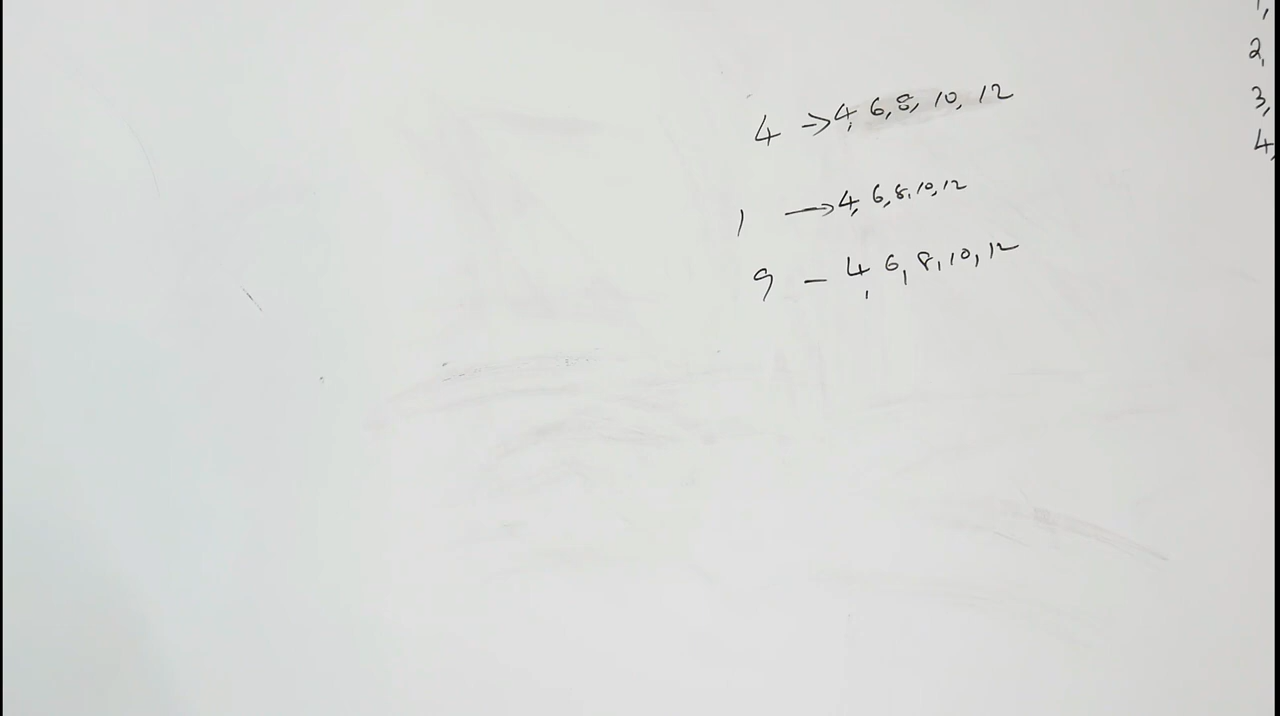 4 → 4, 6, 8, 10, 12
1 → 4, 6, 8, 10, 12
9 – 4, 6, 8, 10, 12
1,
2,
3,
4,